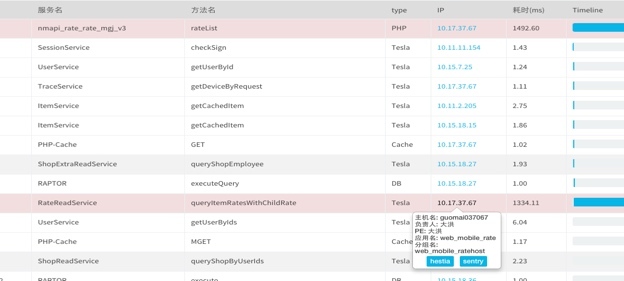 服务名 方法名 type IP 耗时(ms) Timeline
nmapi_rate_rate_mgj_v3 rateList PHP 10.17.37.67 1492.60
SessionService checkSign Tesla 10.11.11.154 1.43
UserService getUserById Tesla 10.15.7.25 1.24
TraceService getDeviceByRequest Tesla 10.17.37.67 1.11
ItemService getCachedItem Tesla 10.11.2.205 2.75
ItemService getCachedItem Tesla 10.15.18.15 1.86
PHP-Cache GET Cache 10.17.37.67 1.02
ShopExtraReadService queryShopEmployee Tesla 10.15.18.27 1.93
RAPTOR executeQuery DB 10.15.18.27 1.00
RateReadService queryItemRatesWithChildRate Tesla 10.17.37.67 1334.11
UserService getUserByIds Tesla 6.04
PHP-Cache MGET Cache 1.17
ShopReadService queryShopByUserIds Tesla 2.23
RAPTOR execute DB 1.00
主机名: guomai037067
负责人: 大洪
PE: 大洪
应用名: web_mobile_rate
分组名:
web_mobile_ratehost
hestia sentry